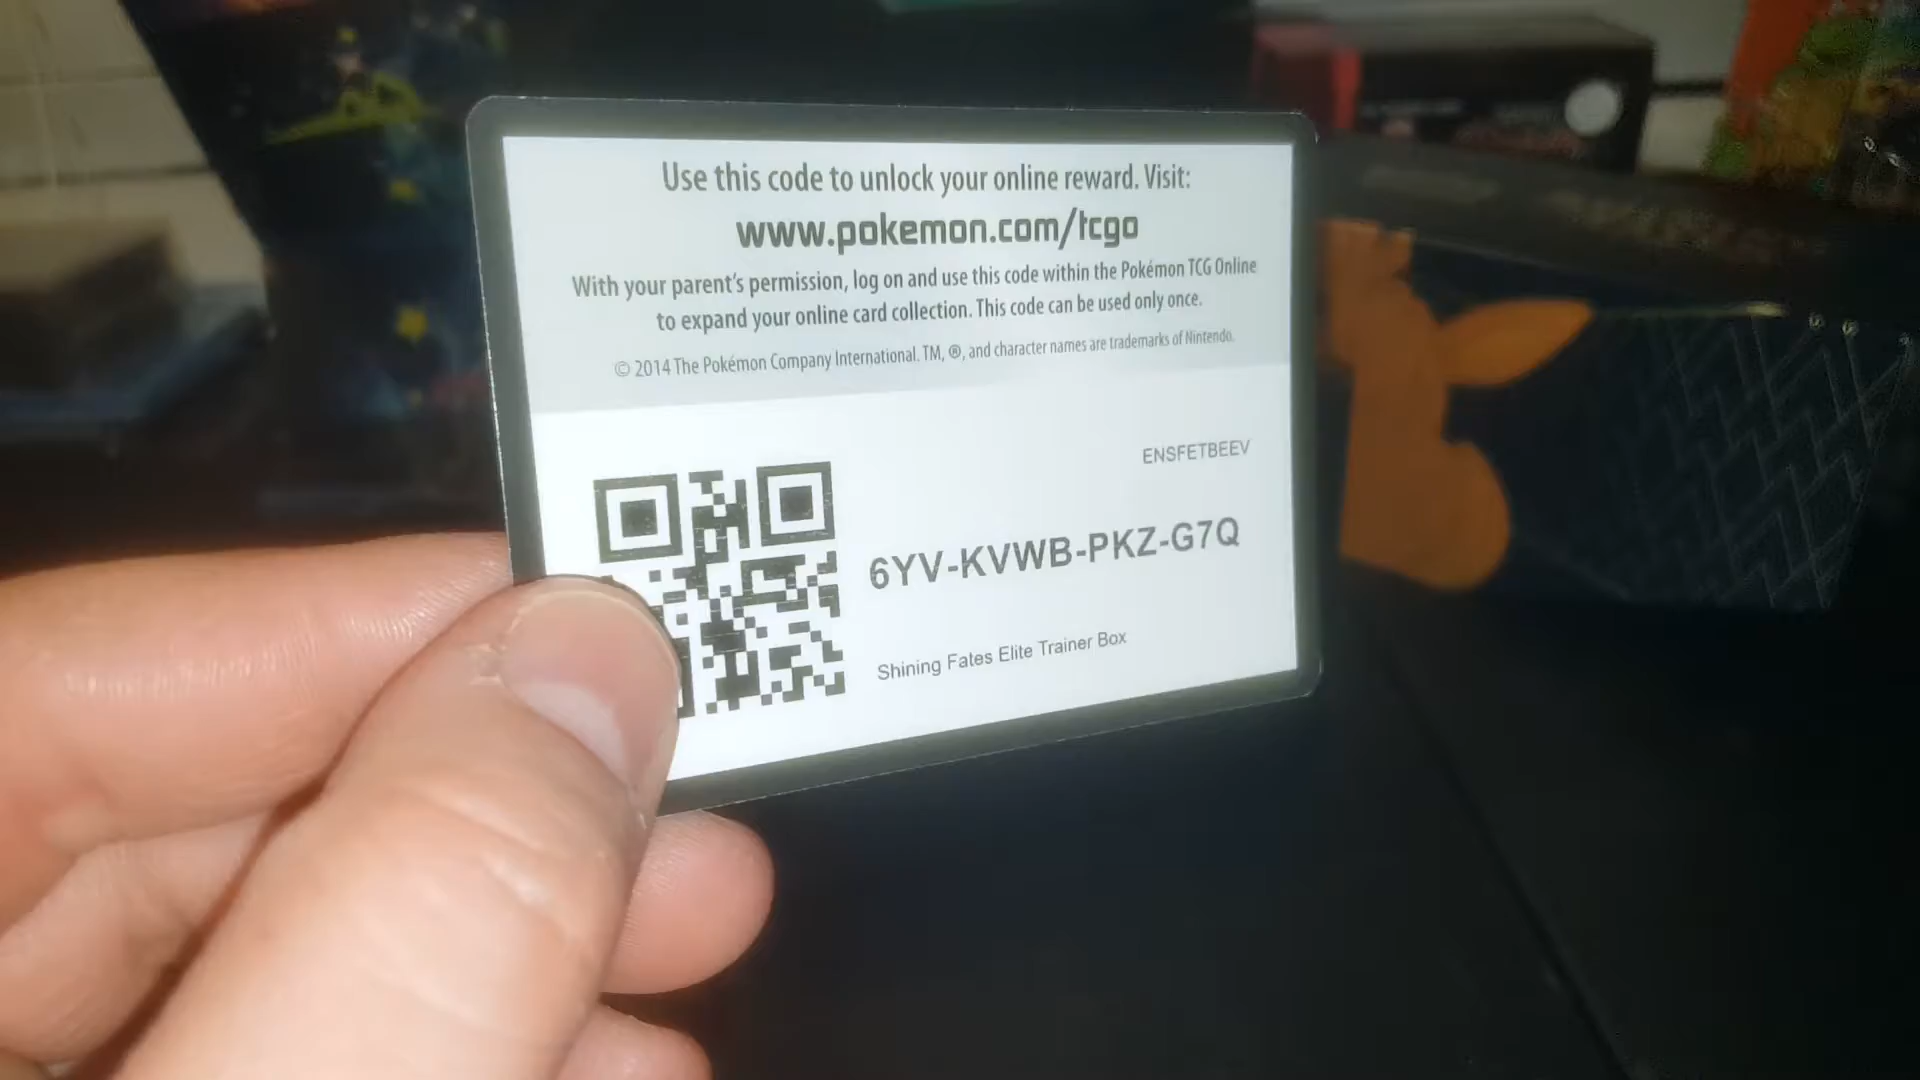 Use this code to unlock your online reward. Visit:
www.pokemon.com/tcgo
With your parent's permission, log on and use this code within the Pokémon TCG Online
to expand your online card collection. This code can be used only once.
© 2014 The Pokémon Company International. TM, ®, and character names are trademarks of Nintendo.
ENSFETBEEV
6YV-KVWB-PKZ-G7Q
Shining Fates Elite Trainer Box